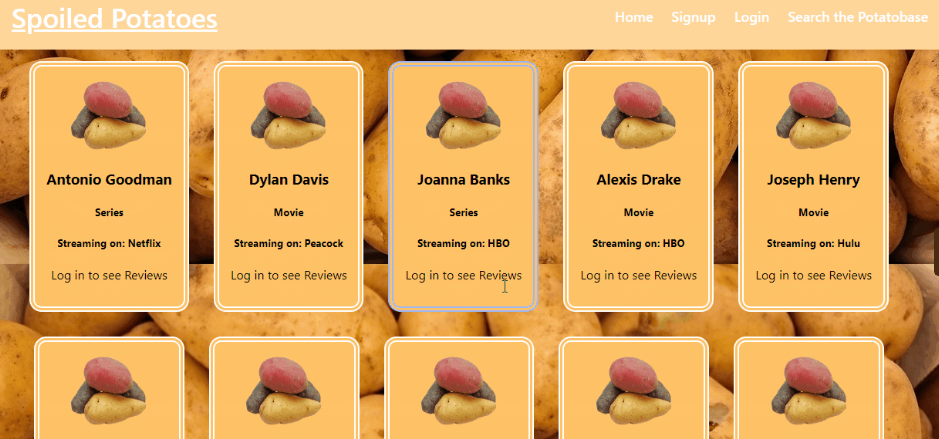 Spoiled Potatoes
Home Signup Login Search the Potatobase
Antonio Goodman
Series
Streaming on: Netflix
Log in to see Reviews
Dylan Davis
Movie
Streaming on: Peacock
Log in to see Reviews
Joanna Banks
Series
Streaming on: HBO
Log in to see Reviews
Alexis Drake
Movie
Streaming on: HBO
Log in to see Reviews
Joseph Henry
Movie
Streaming on: Hulu
Log in to see Reviews